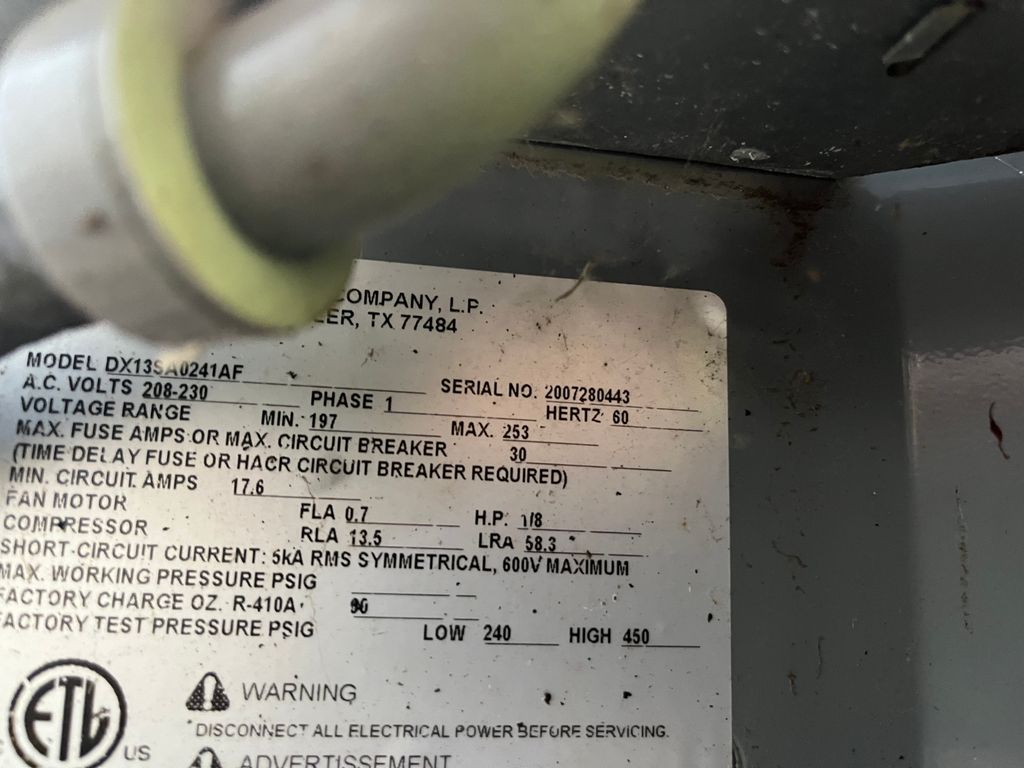 COMPANY, L.P.
LER, TX 77484
MODEL DX13SA0241AF
SERIAL NO. 2007280443
A.C. VOLTS 208-230 PHASE 1 HERTZ 60
VOLTAGE RANGE MIN. 197 MAX. 253
MAX. FUSE AMPS OR MAX. CIRCUIT BREAKER 30
(TIME DELAY FUSE OR HACR CIRCUIT BREAKER REQUIRED)
MIN. CIRCUIT AMPS 17.6
FAN MOTOR FLA 0.7 H.P. 1/8
COMPRESSOR RLA 13.5 LRA 58.3
SHORT-CIRCUIT CURRENT: 5kA RMS SYMMETRICAL, 600V MAXIMUM
MAX. WORKING PRESSURE PSIG
FACTORY CHARGE OZ. R-410A
FACTORY TEST PRESSURE PSIG LOW 240 HIGH 450
ETL
US
WARNING
DISCONNECT ALL ELECTRICAL POWER BEFORE SERVICING.
ADVERTISSEMENT